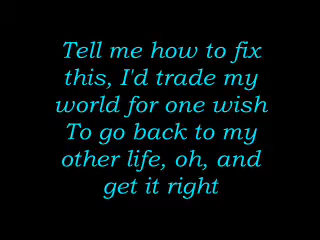 Tell me how to fix
this, I'd trade my
world for one wish
To go back to my
other life, oh, and
get it right